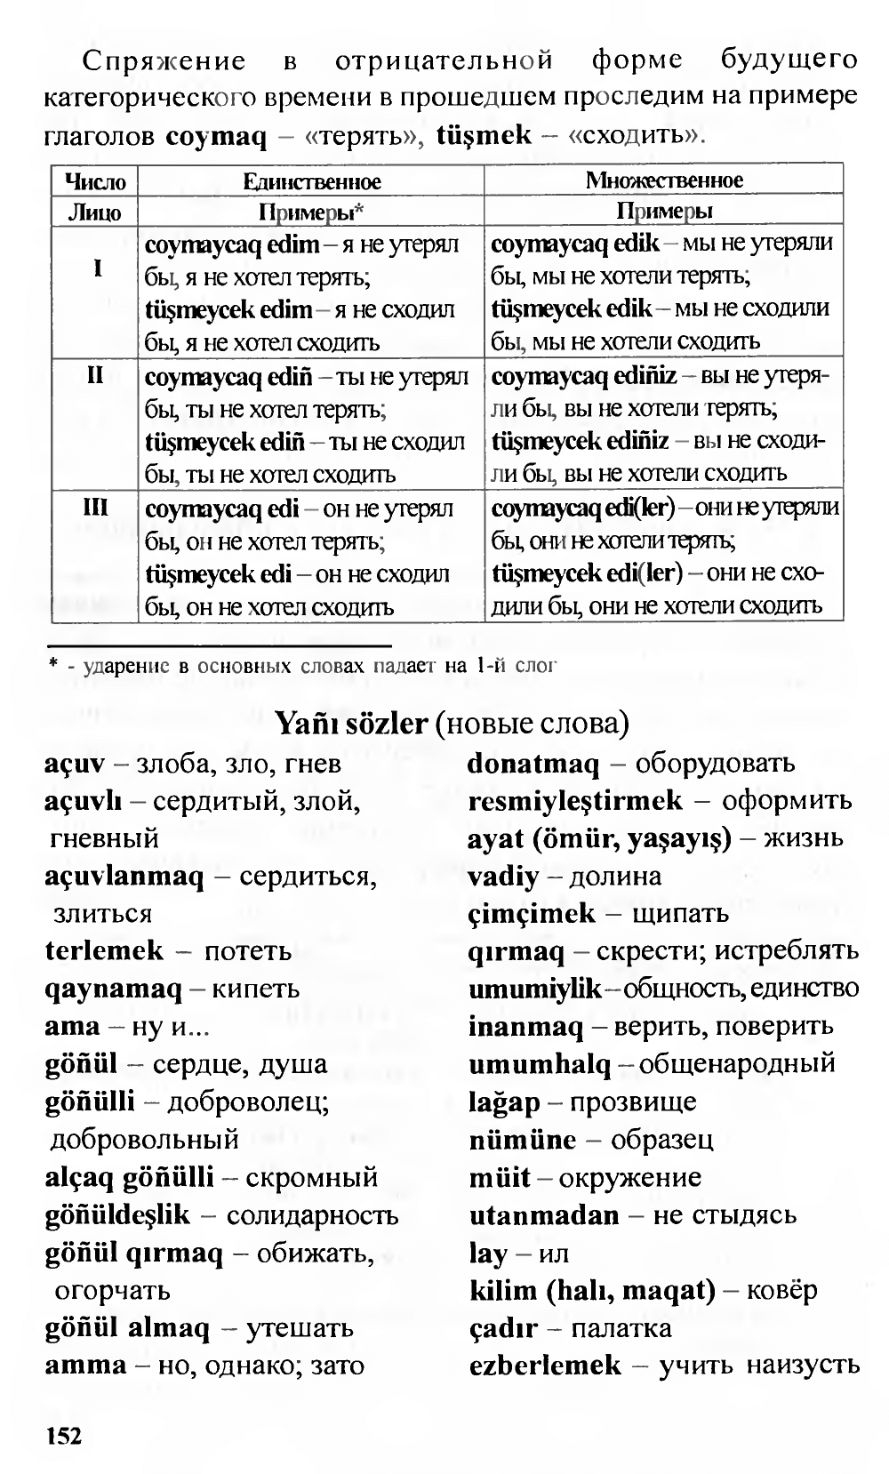 Спряжение в отрицательной форме будущего
категорического времени в прошедшем проследим на примере
глаголов coymaq – «терять», tüşmek – «сходить».
Число Единственное Множественное
Лицо Примеры* Примеры
I
coymaycaq edim – я не утерял
бы, я не хотел терять;
tüşmeycek edim – я не сходил
бы, я не хотел сходить
coymaycaq edik – мы не утеряли
бы, мы не хотели терять;
tüşmeycek edik – мы не сходили
бы, мы не хотели сходить
II
coymaycaq ediñ – ты не утерял
бы, ты не хотел терять;
tüşmeycek ediñ – ты не сходил
бы, ты не хотел сходить
coymaycaq ediñiz – вы не утеря-
ли бы, вы не хотели терять;
tüşmeycek ediñiz – вы не сходи-
ли бы, вы не хотели сходить
III
coymaycaq edi – он не утерял
бы, он не хотел терять;
tüşmeycek edi – он не сходил
бы, он не хотел сходить
coymaycaq edi(ler) – они не утеряли
бы, они не хотели терять;
tüşmeycek edi(ler) – они не схо-
дили бы, они не хотели сходить
* - ударение в основных словах падает на 1-й слог
Yañı sözler (новые слова)
açuv – злоба, зло, гнев
açuvlı – сердитый, злой,
гневный
açuvlanmaq – сердиться,
злиться
terlemek – потеть
qaynamaq – кипеть
ama – ну и...
göñül – сердце, душа
göñülli – доброволец;
добровольный
alçaq göñülli – скромный
göñüldeşlik – солидарность
göñül qırmaq – обижать,
огорчать
göñül almaq – утешать
amma – но, однако; зато
donatmaq – оборудовать
resmiyleştirmek – оформить
ayat (ömür, yaşayış) – жизнь
vadiy – долина
çimçimek – щипать
qırmaq – скрести; истреблять
umumiylik – общность, единство
inanmaq – верить, поверить
umumhalq – общенародный
lağap – прозвище
nümüne – образец
müit – окружение
utanmadan – не стыдясь
lay – ил
kilim (halı, maqat) – ковёр
çadır – палатка
ezberlemek – учить наизусть
152